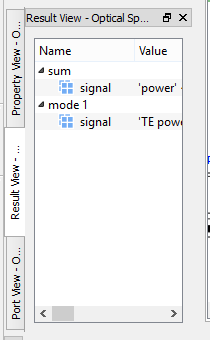 Result View - Optical Sp...
Name Value
sum
signal 'power'
mode 1
signal 'TE powe
Property View - O...
Result View - ...
Port View - O...